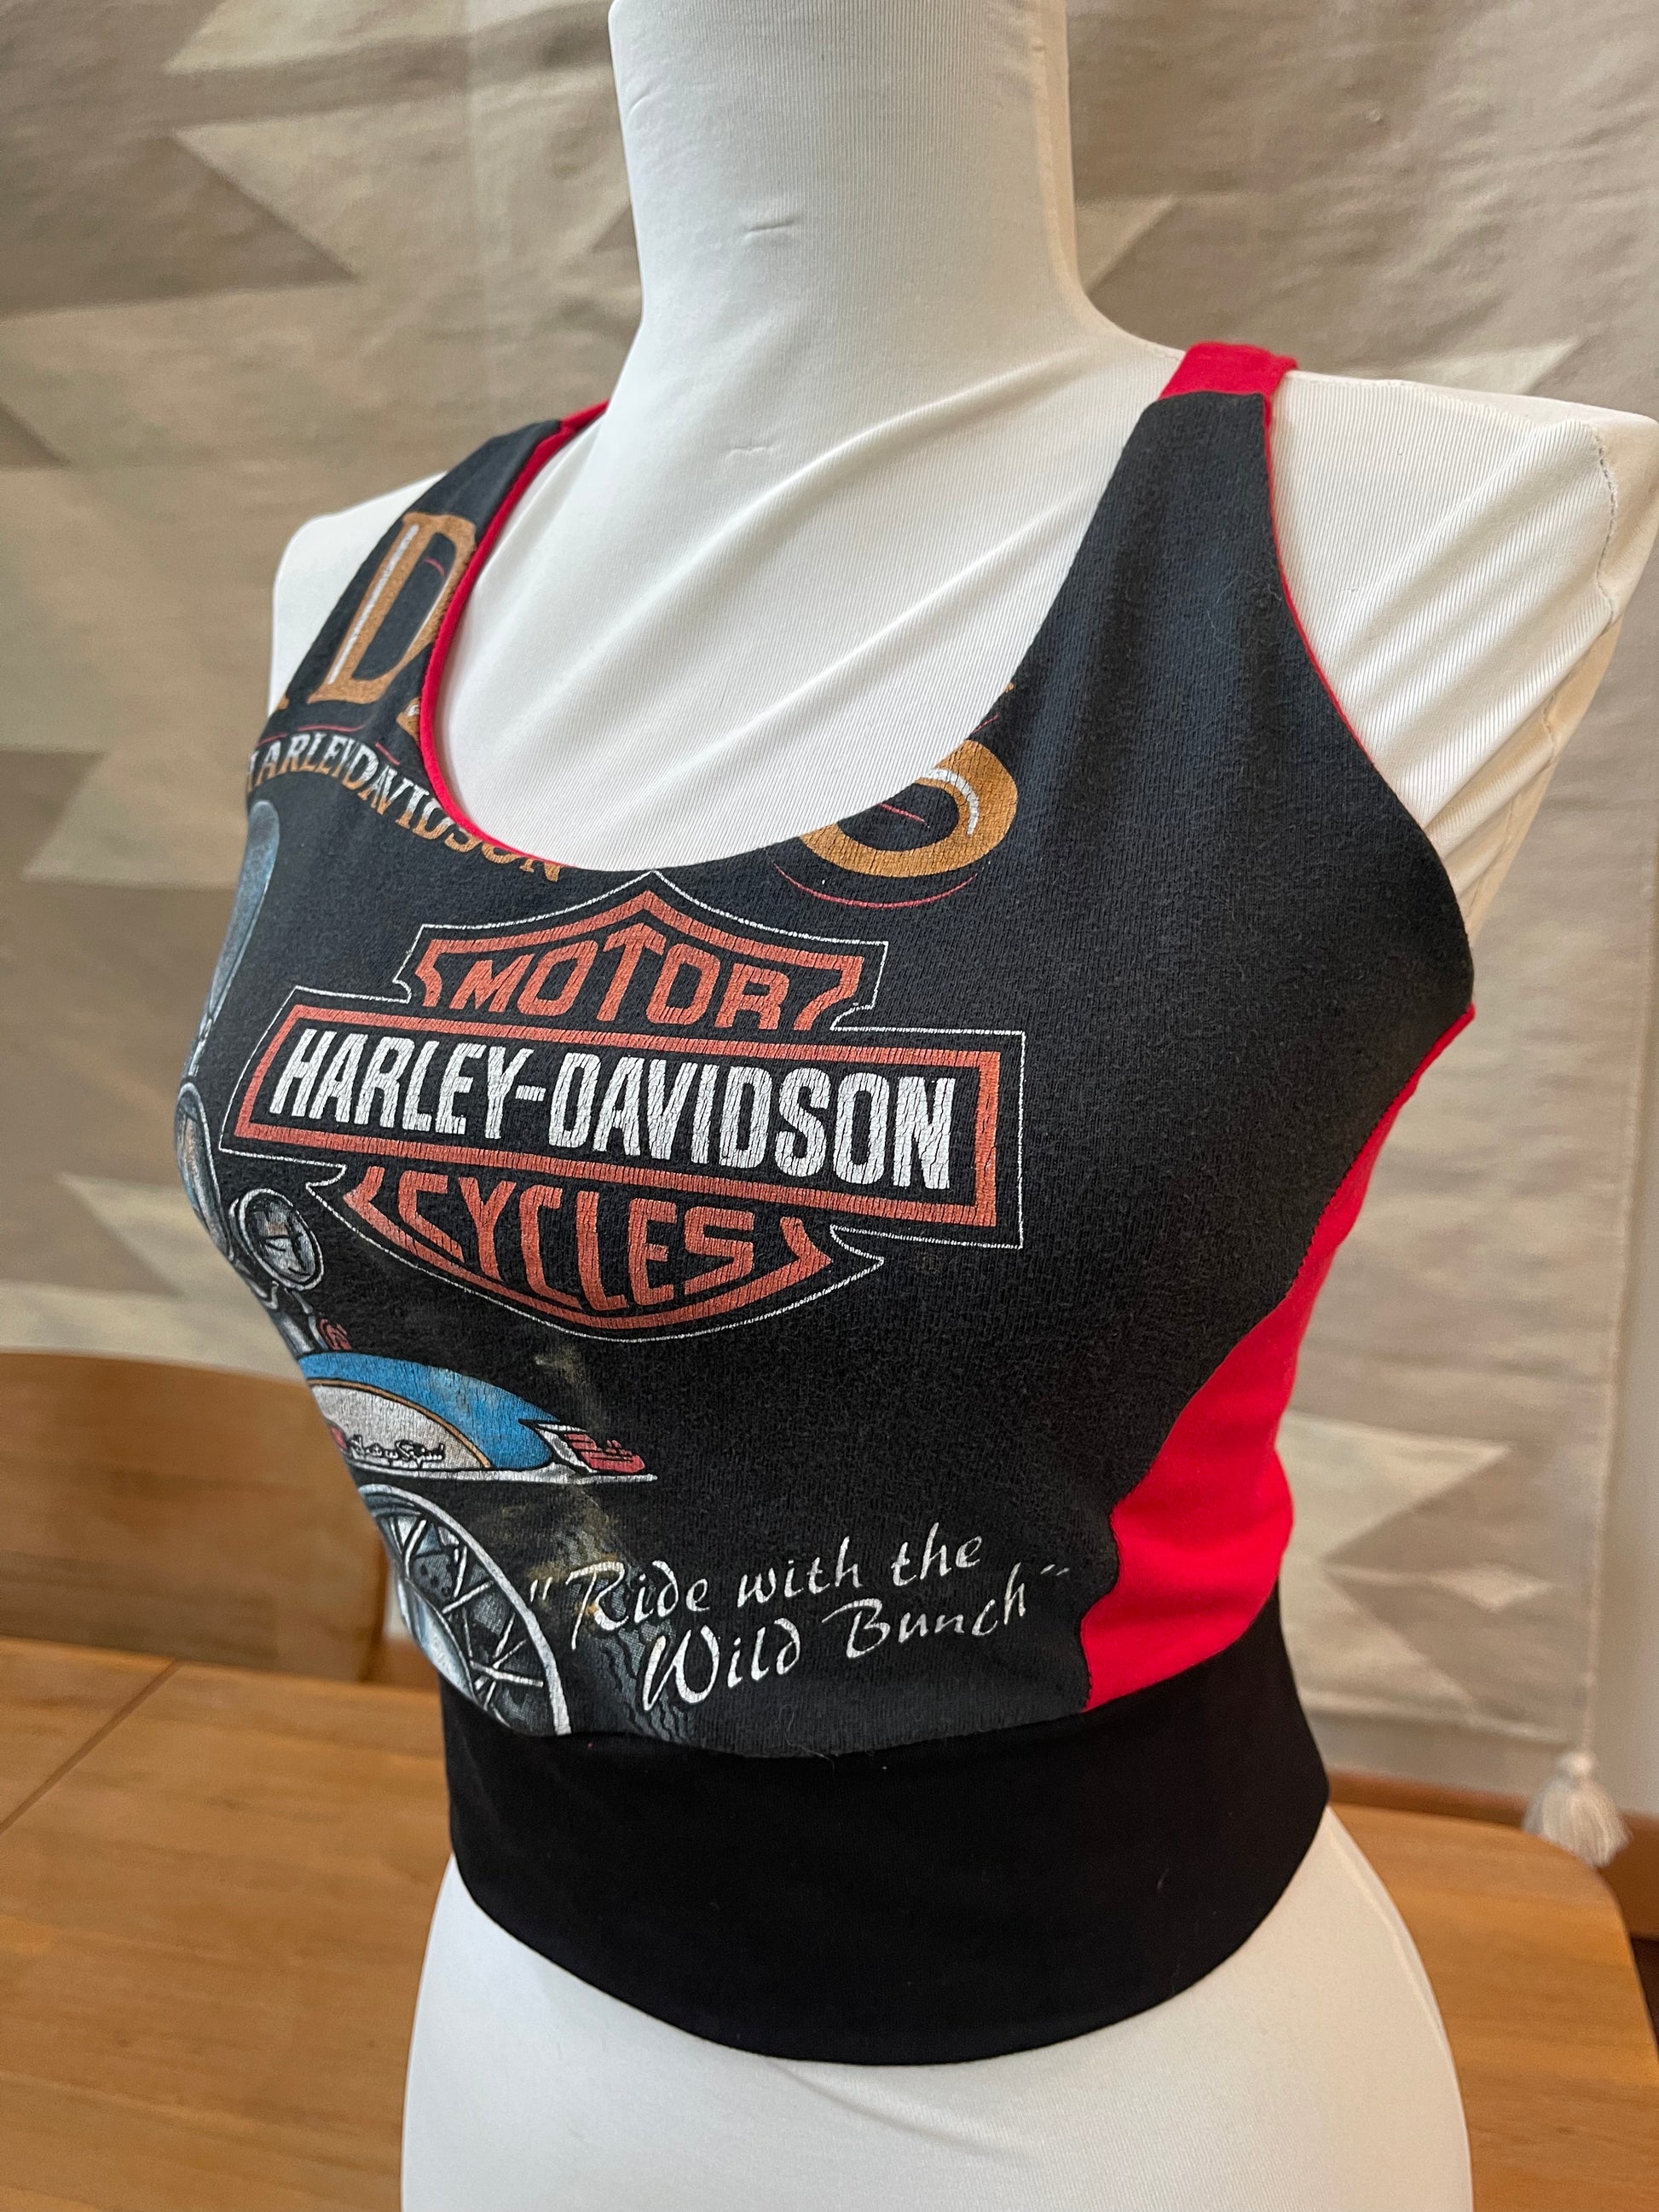 D
HARLEY DAVIDSON
MOTOR
HARLEY-DAVIDSON
CYCLES
"Ride with the
Wild Bunch"